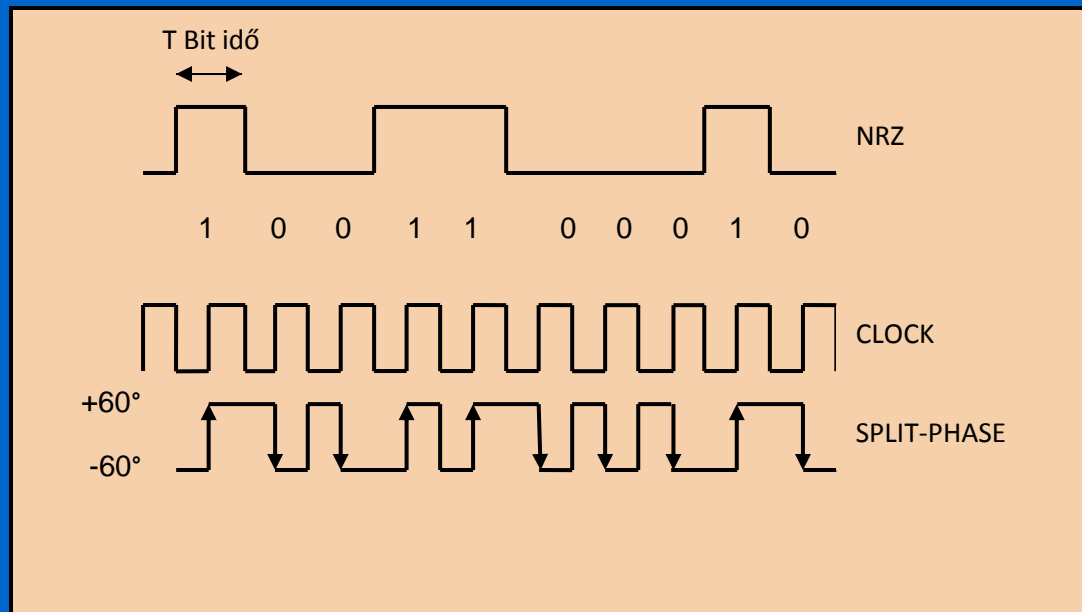 T Bit idő
NRZ
1 0 0 1 1 0 0 0 1 0
CLOCK
+60°
-60°
SPLIT-PHASE